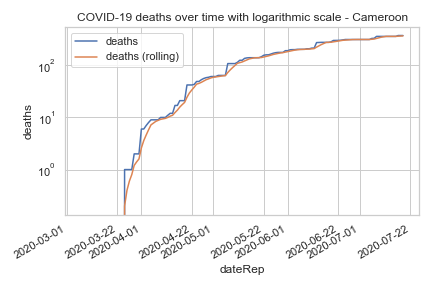 COVID-19 deaths over time with logarithmic scale - Cameroon
deaths
deaths (rolling)
10²
10¹
10⁰
deaths
2020-03-01
2020-03-22
2020-04-01
2020-04-22
2020-05-01
2020-05-22
2020-06-01
2020-06-22
2020-07-01
2020-07-22
dateRep